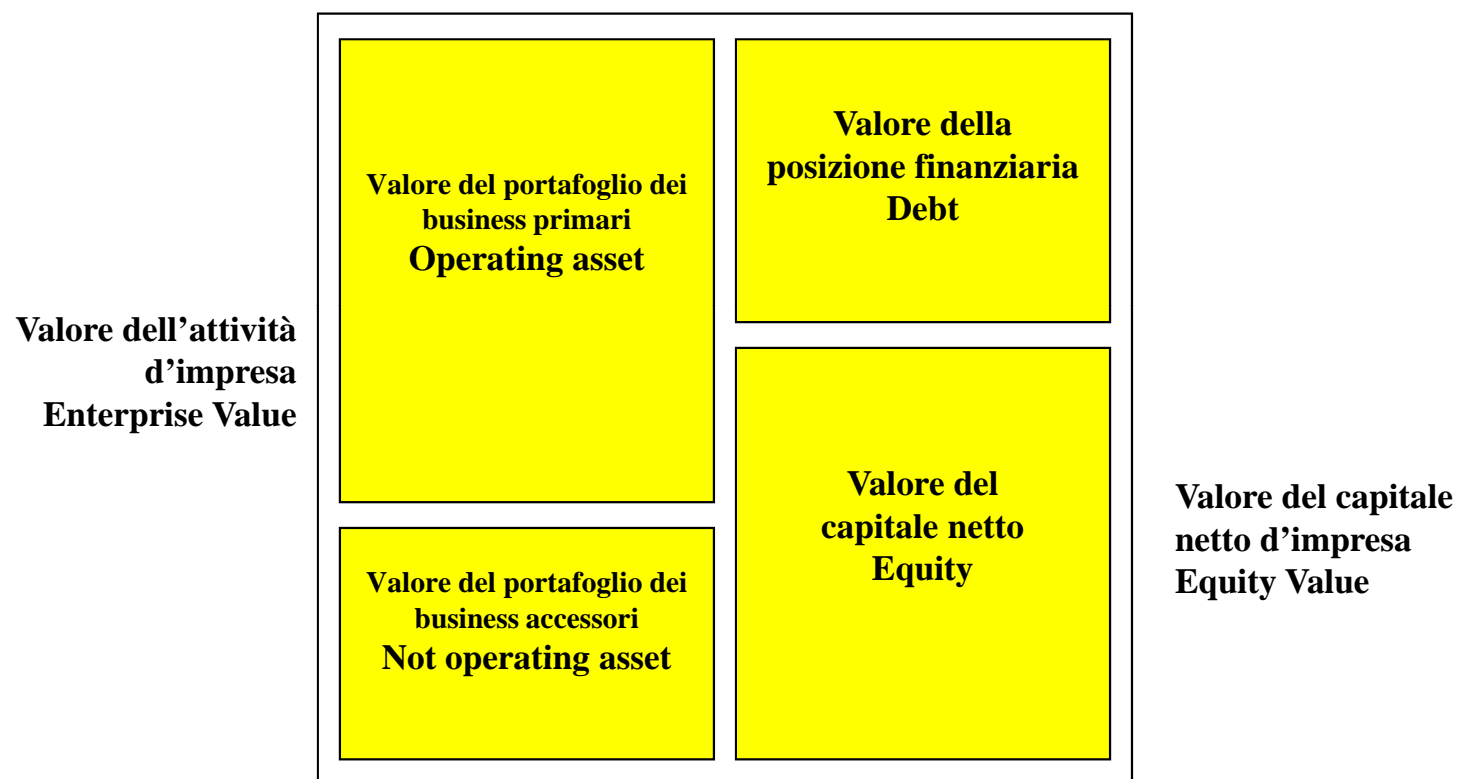 Valore dell’attività
d’impresa
Enterprise Value
Valore del portafoglio dei
business primari
Operating asset
Valore del portafoglio dei
business accessori
Not operating asset
Valore della
posizione finanziaria
Debt
Valore del
capitale netto
Equity
Valore del capitale
netto d’impresa
Equity Value